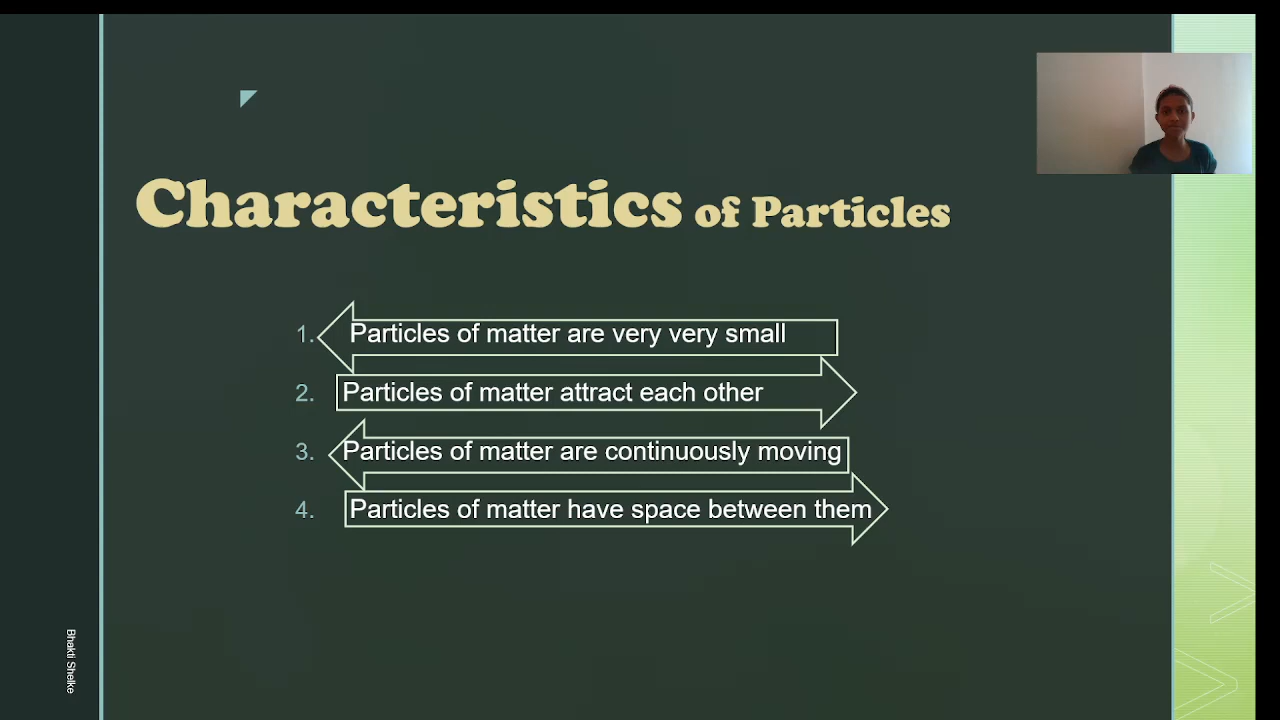 Characteristics of Particles
1. Particles of matter are very very small
2. Particles of matter attract each other
3. Particles of matter are continuously moving
4. Particles of matter have space between them
Bhakti Shelke